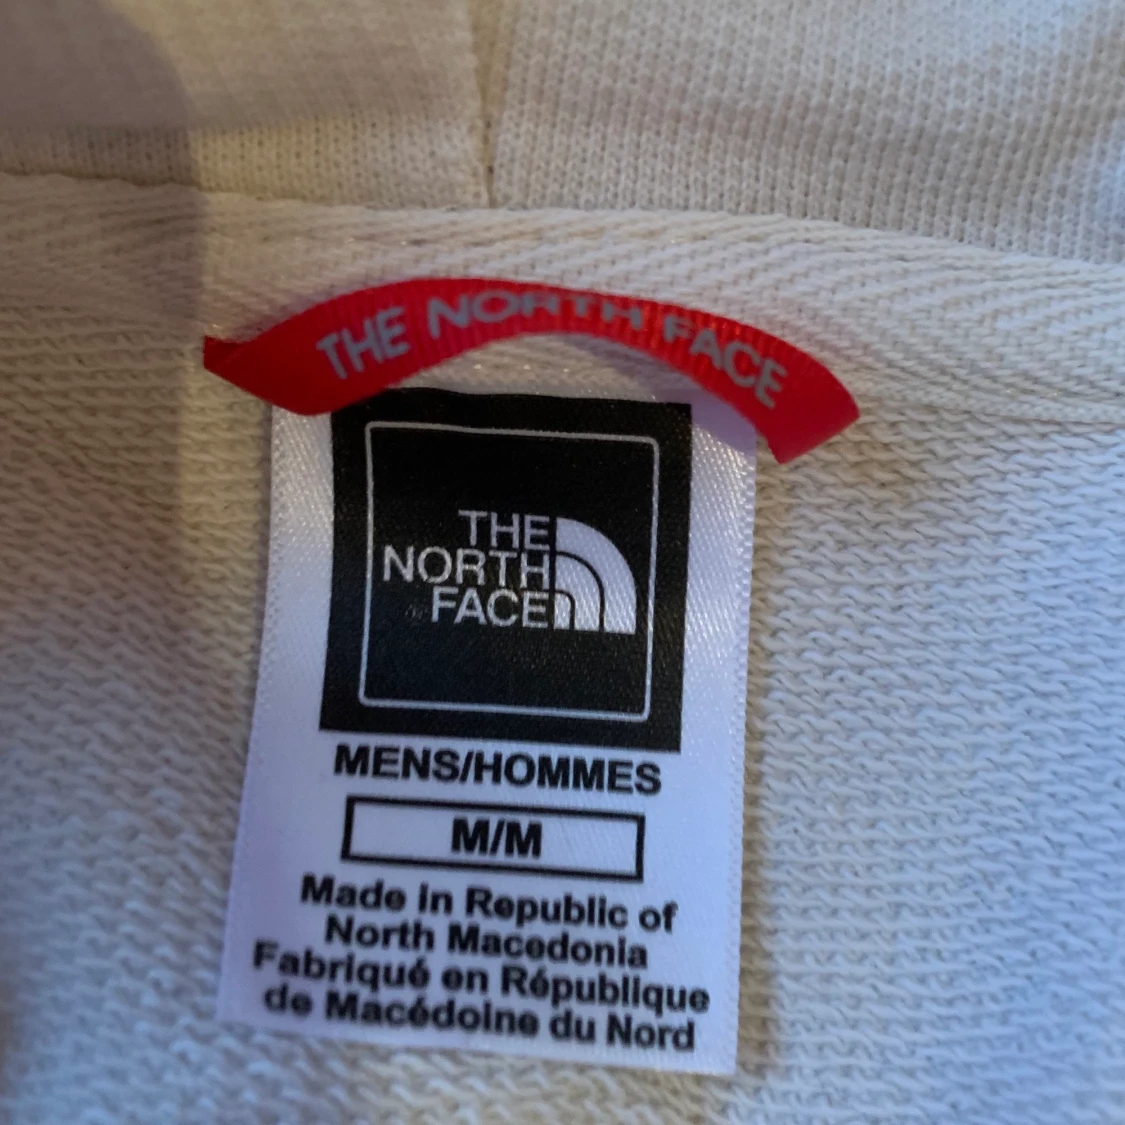 THE NORTH FACE
THE
NORTH
FACE
MENS/HOMMES
M/M
Made In Republic of
North Macedonia
Fabriqué en République
de Macédoine du Nord